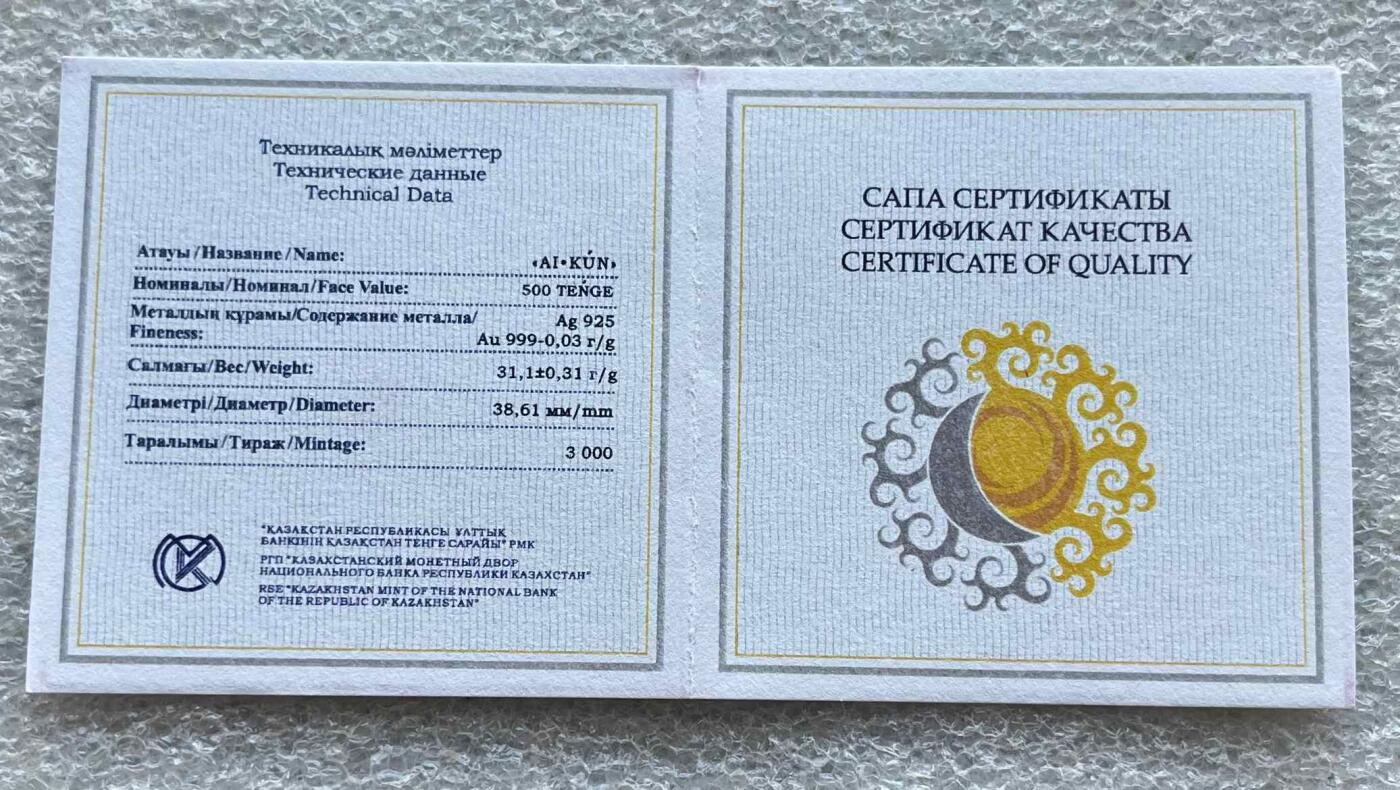 Техникалық мәліметтер
Технические данные
Technical Data
Атауы/Название/Name: «AI•KÚN»
Номиналы/Номинал/Face Value: 500 TEŃGE
Металдың құрамы/Содержание металла/ Ag 925
Fineness: Au 999-0,03 г/g
Салмағы/Вес/Weight: 31,1±0,31 г/g
Диаметрі/Диаметр/Diameter: 38,61 мм/mm
Таралымы/Тираж/Mintage: 3 000
"ҚАЗАҚСТАН РЕСПУБЛИКАСЫ ҰЛТТЫҚ
БАНКІНІҢ ҚАЗАҚСТАН ТЕҢГЕ САРАЙЫ" РМК
РГП "КАЗАХСТАНСКИЙ МОНЕТНЫЙ ДВОР
НАЦИОНАЛЬНОГО БАНКА РЕСПУБЛИКИ КАЗАХСТАН"
RSE "KAZAKHSTAN MINT OF THE NATIONAL BANK
OF THE REPUBLIC OF KAZAKHSTAN"
САПА СЕРТИФИКАТЫ
СЕРТИФИКАТ КАЧЕСТВА
CERTIFICATE OF QUALITY